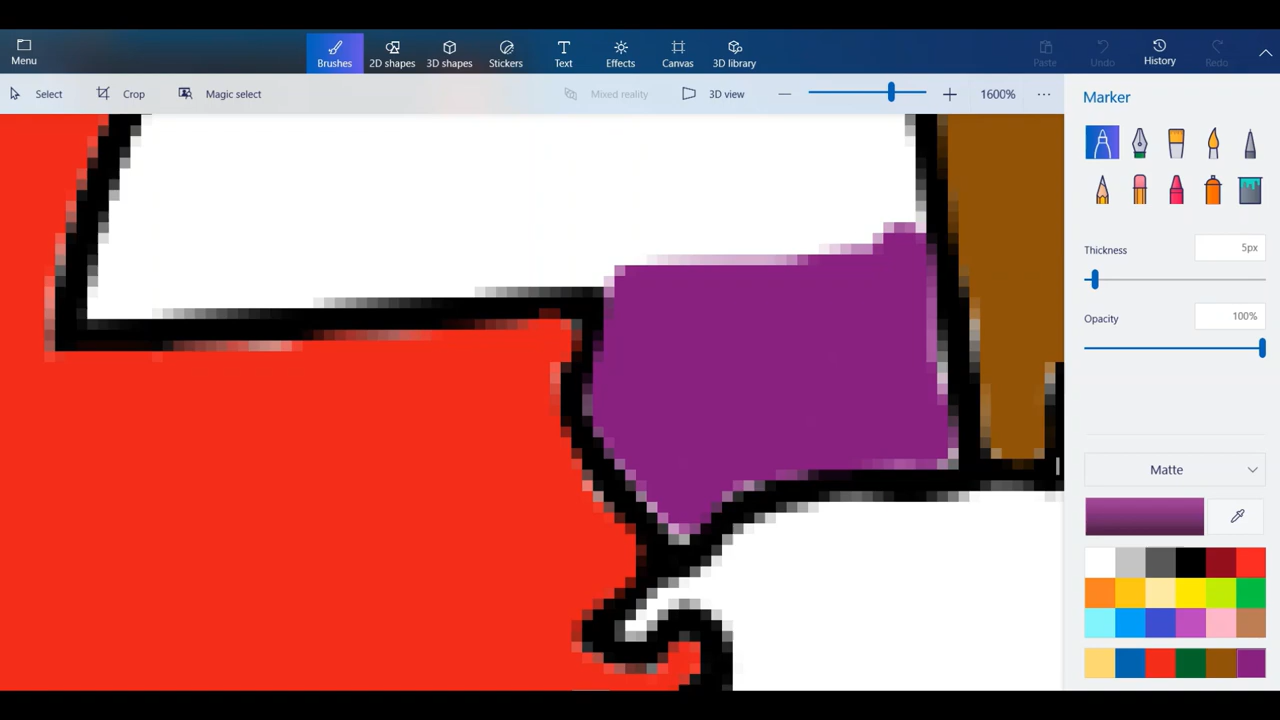 Menu
Brushes
2D shapes
3D shapes
Stickers
Text
Effects
Canvas
3D library
Paste
Undo
History
Redo
Select
Crop
Magic select
Mixed reality
3D view
1600%
Marker
Thickness
5px
Opacity
100%
Matte